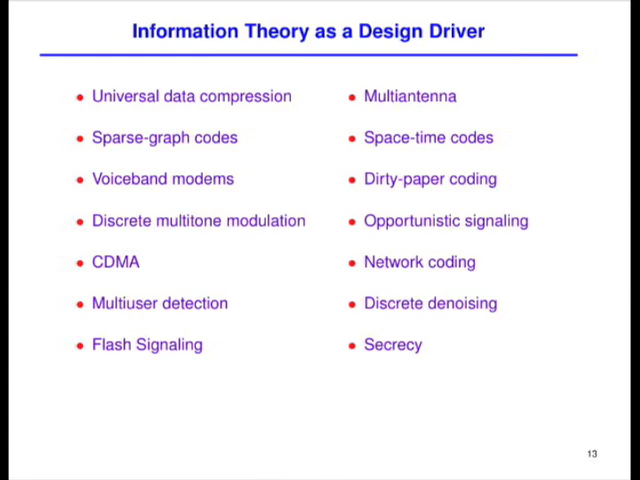 Information Theory as a Design Driver
• Universal data compression
• Sparse-graph codes
• Voiceband modems
• Discrete multitone modulation
• CDMA
• Multiuser detection
• Flash Signaling
• Multiantenna
• Space-time codes
• Dirty-paper coding
• Opportunistic signaling
• Network coding
• Discrete denoising
• Secrecy
13